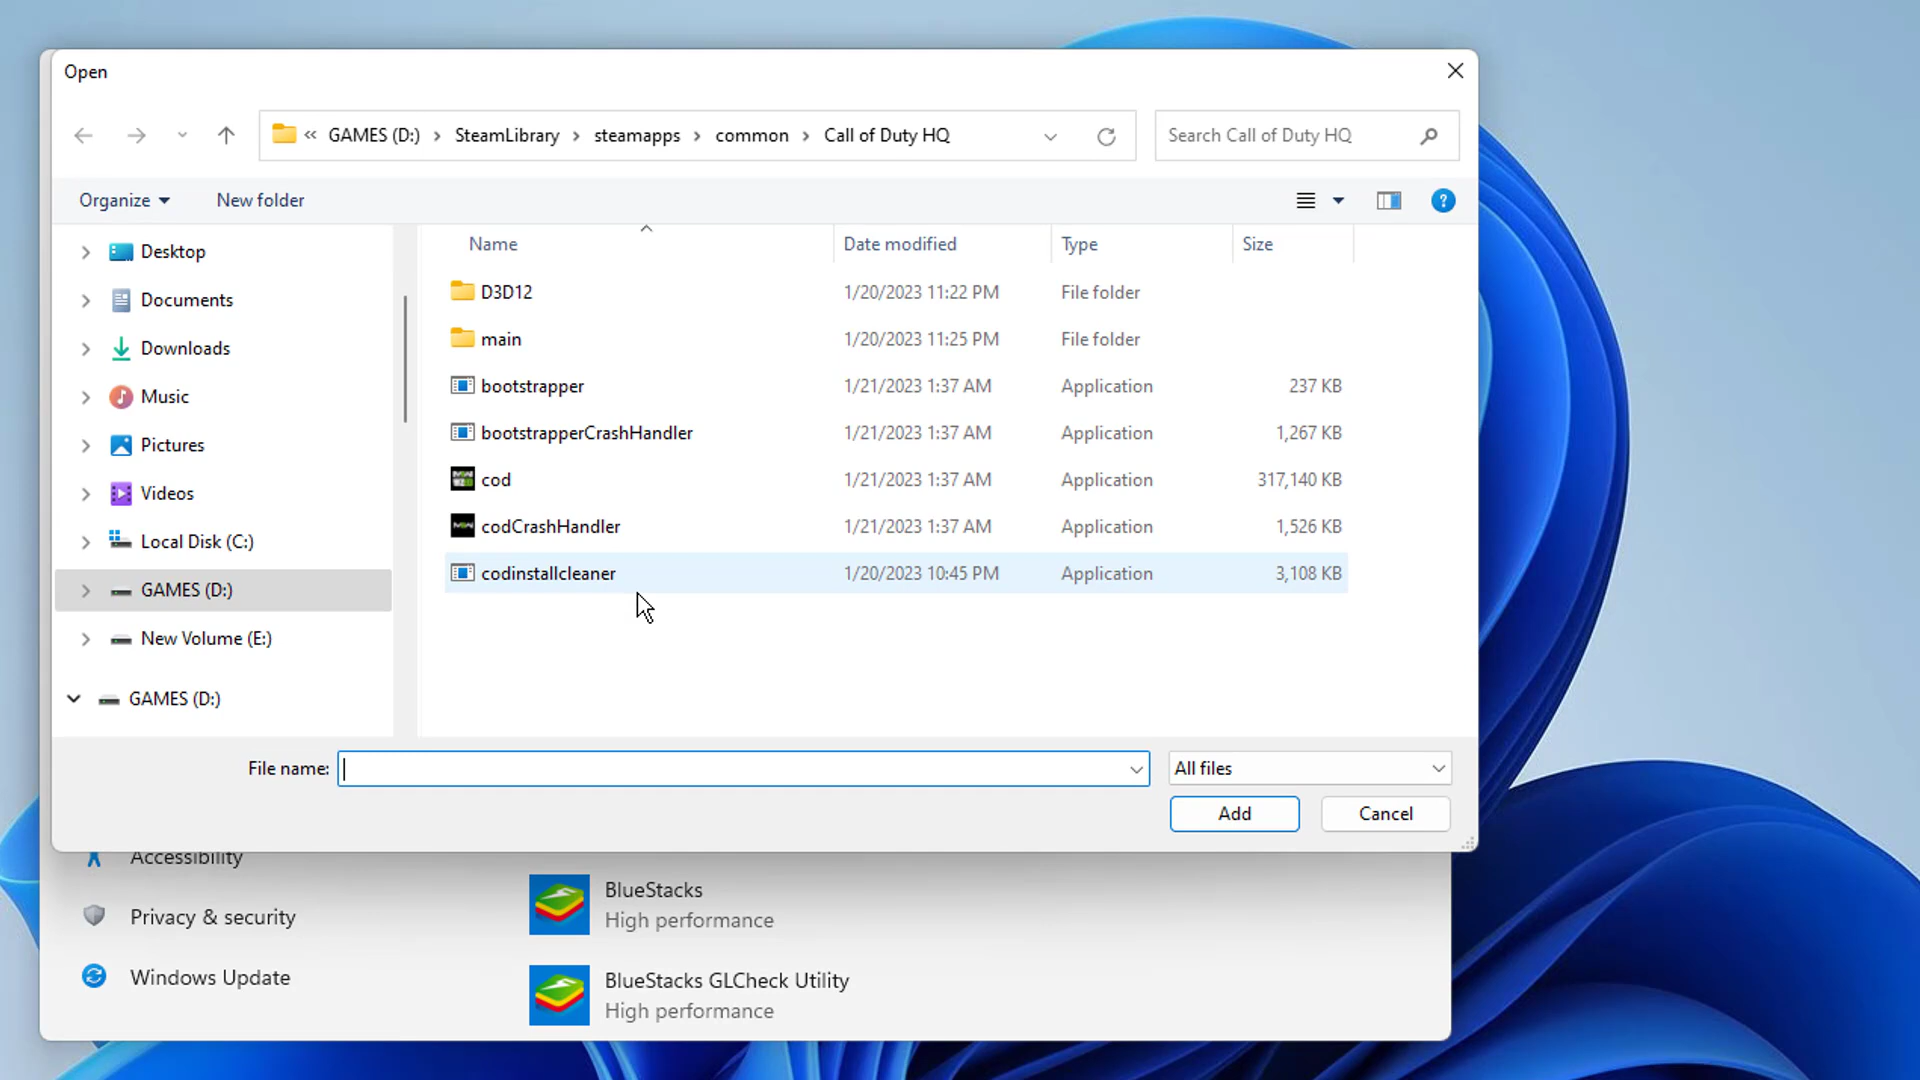 Open
« GAMES (D:) › SteamLibrary › steamapps › common › Call of Duty HQ
Search Call of Duty HQ
Organize
New folder
?
Name Date modified Type Size
Desktop
Documents
Downloads
Music
Pictures
Videos
Local Disk (C:)
GAMES (D:)
New Volume (E:)
GAMES (D:)
D3D12 1/20/2023 11:22 PM File folder
main 1/20/2023 11:25 PM File folder
bootstrapper 1/21/2023 1:37 AM Application 237 KB
bootstrapperCrashHandler 1/21/2023 1:37 AM Application 1,267 KB
cod 1/21/2023 1:37 AM Application 317,140 KB
codCrashHandler 1/21/2023 1:37 AM Application 1,526 KB
codinstallcleaner 1/20/2023 10:45 PM Application 3,108 KB
File name:
All files
Add
Cancel
Accessibility
Privacy & security
Windows Update
BlueStacks
High performance
BlueStacks GLCheck Utility
High performance